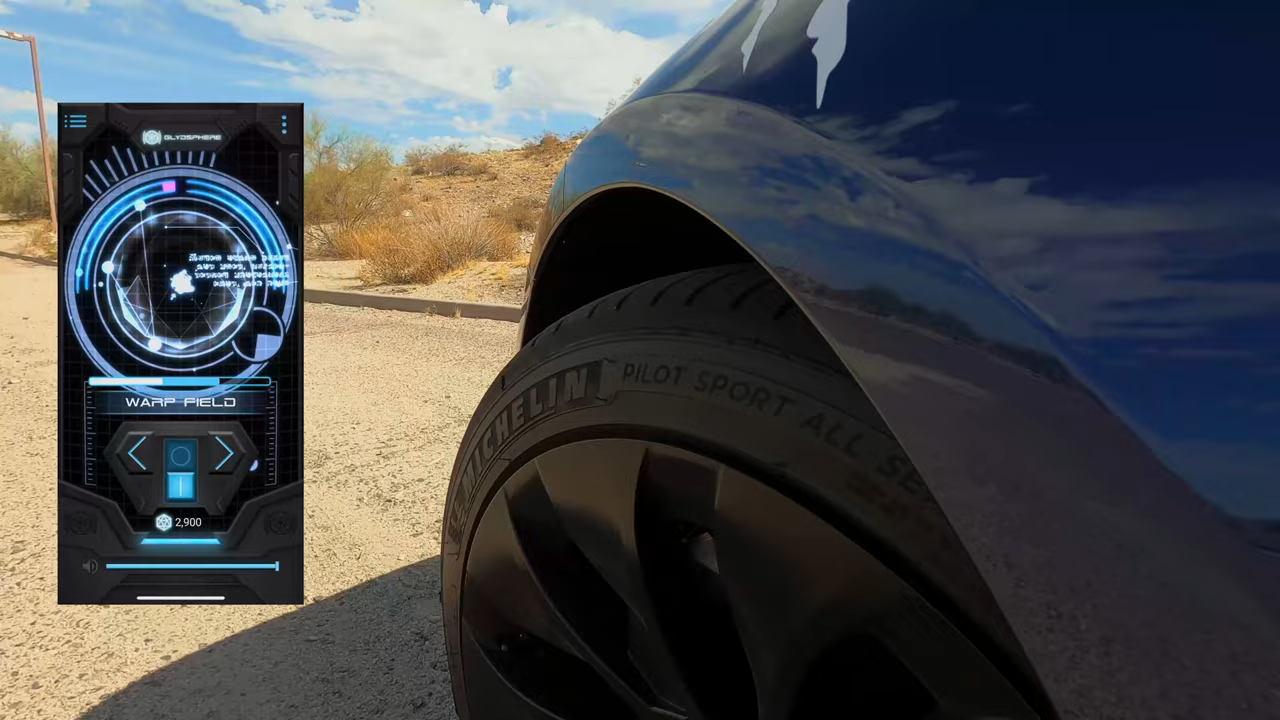 GLYDSPHERE
WARP FIELD
2,900
MICHELIN
PILOT SPORT ALL SE